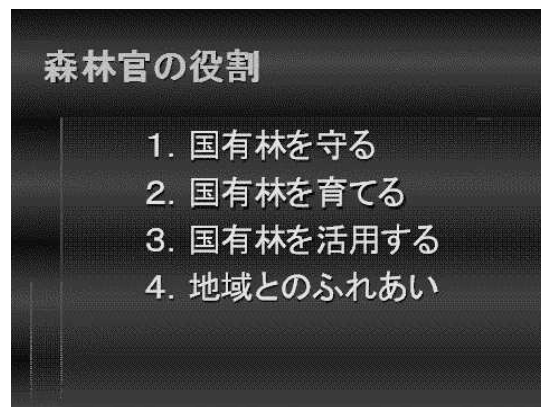 森林官の役割
1. 国有林を守る
2. 国有林を育てる
3. 国有林を活用する
4. 地域とのふれあい